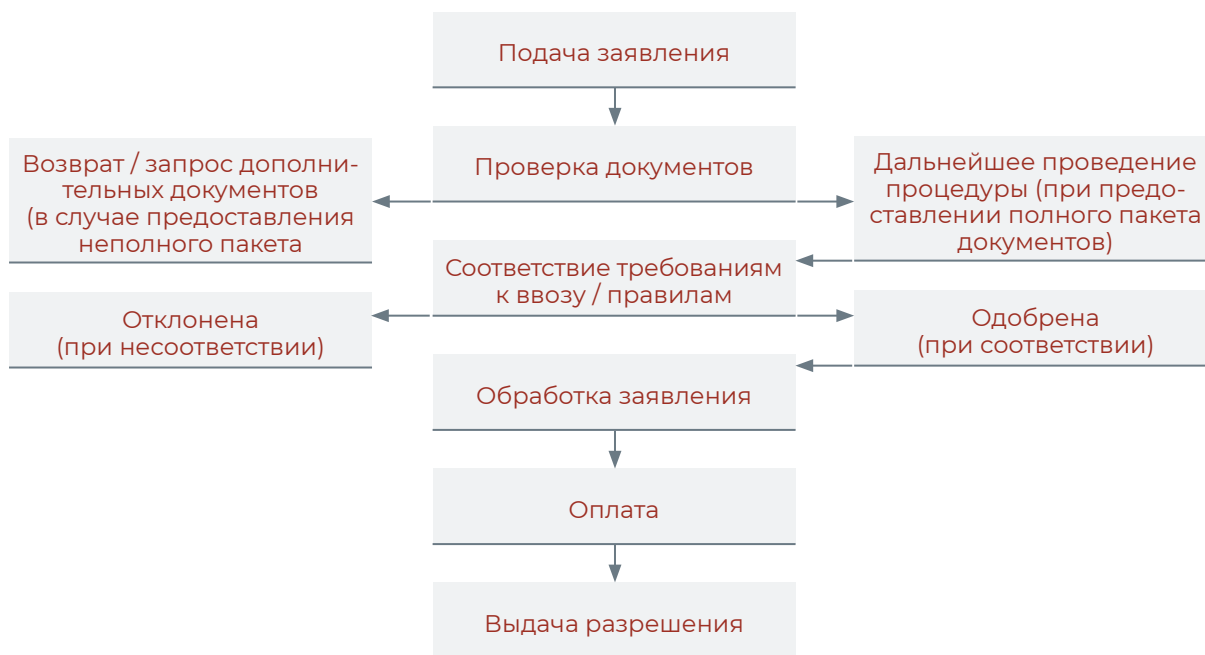 Подача заявления
Проверка документов
Возврат / запрос дополни-
тельных документов
(в случае предоставления
неполного пакета
Дальнейшее проведение
процедуры (при предо-
ставлении полного пакета
документов)
Соответствие требованиям
к ввозу / правилам
Отклонена
(при несоответствии)
Одобрена
(при соответствии)
Обработка заявления
Оплата
Выдача разрешения